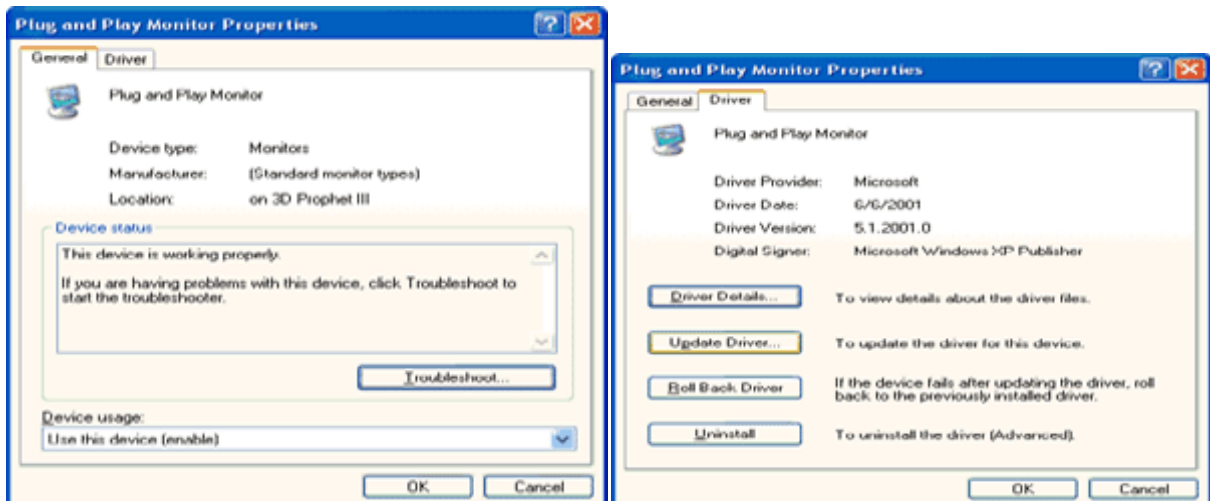 Plug and Play Monitor Properties
General Driver
Plug and Play Monitor
Device type: Monitors
Manufacturer: (Standard monitor types)
Location: on 3D Prophet III
Device status
This device is working properly.
If you are having problems with this device, click Troubleshoot to
start the troubleshooter.
Troubleshoot...
Device usage:
Use this device (enable)
OK Cancel
Plug and Play Monitor Properties
General Driver
Plug and Play Monitor
Driver Provider: Microsoft
Driver Date: 6/6/2001
Driver Version: 5.1.2001.0
Digital Signer: Microsoft Windows XP Publisher
Driver Details... To view details about the driver files.
Update Driver... To update the driver for this device.
Roll Back Driver If the device fails after updating the driver, roll
back to the previously installed driver.
Uninstall To uninstall the driver (Advanced).
OK Cancel